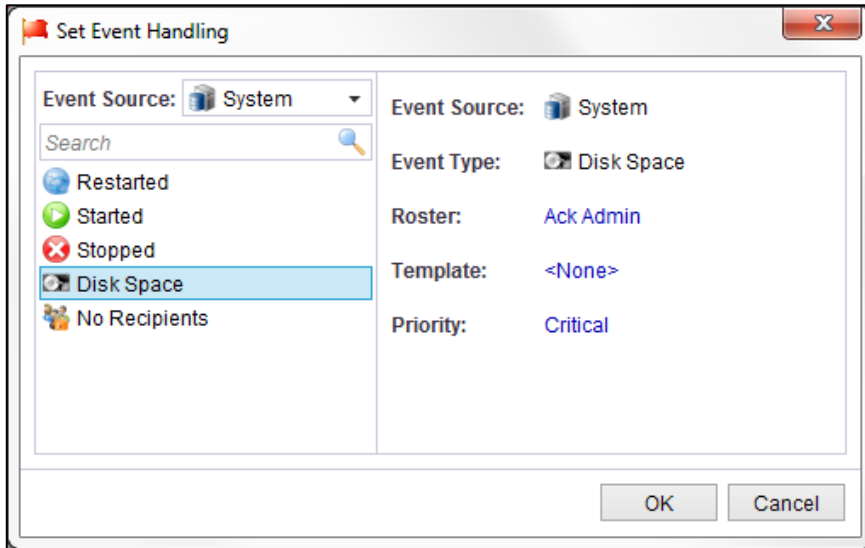 Set Event Handling
Event Source: System
Search
Restarted
Started
Stopped
Disk Space
No Recipients
Event Source: System
Event Type: Disk Space
Roster: Ack Admin
Template: <None>
Priority: Critical
OK Cancel